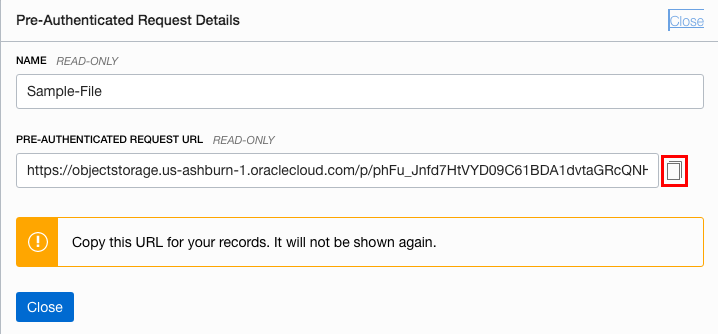 Pre-Authenticated Request Details Close
NAME READ-ONLY
Sample-File
PRE-AUTHENTICATED REQUEST URL READ-ONLY
https://objectstorage.us-ashburn-1.oraclecloud.com/p/phFu_Jnfd7HtVYD09C61BDA1dvtaGRcQNH
Copy this URL for your records. It will not be shown again.
Close